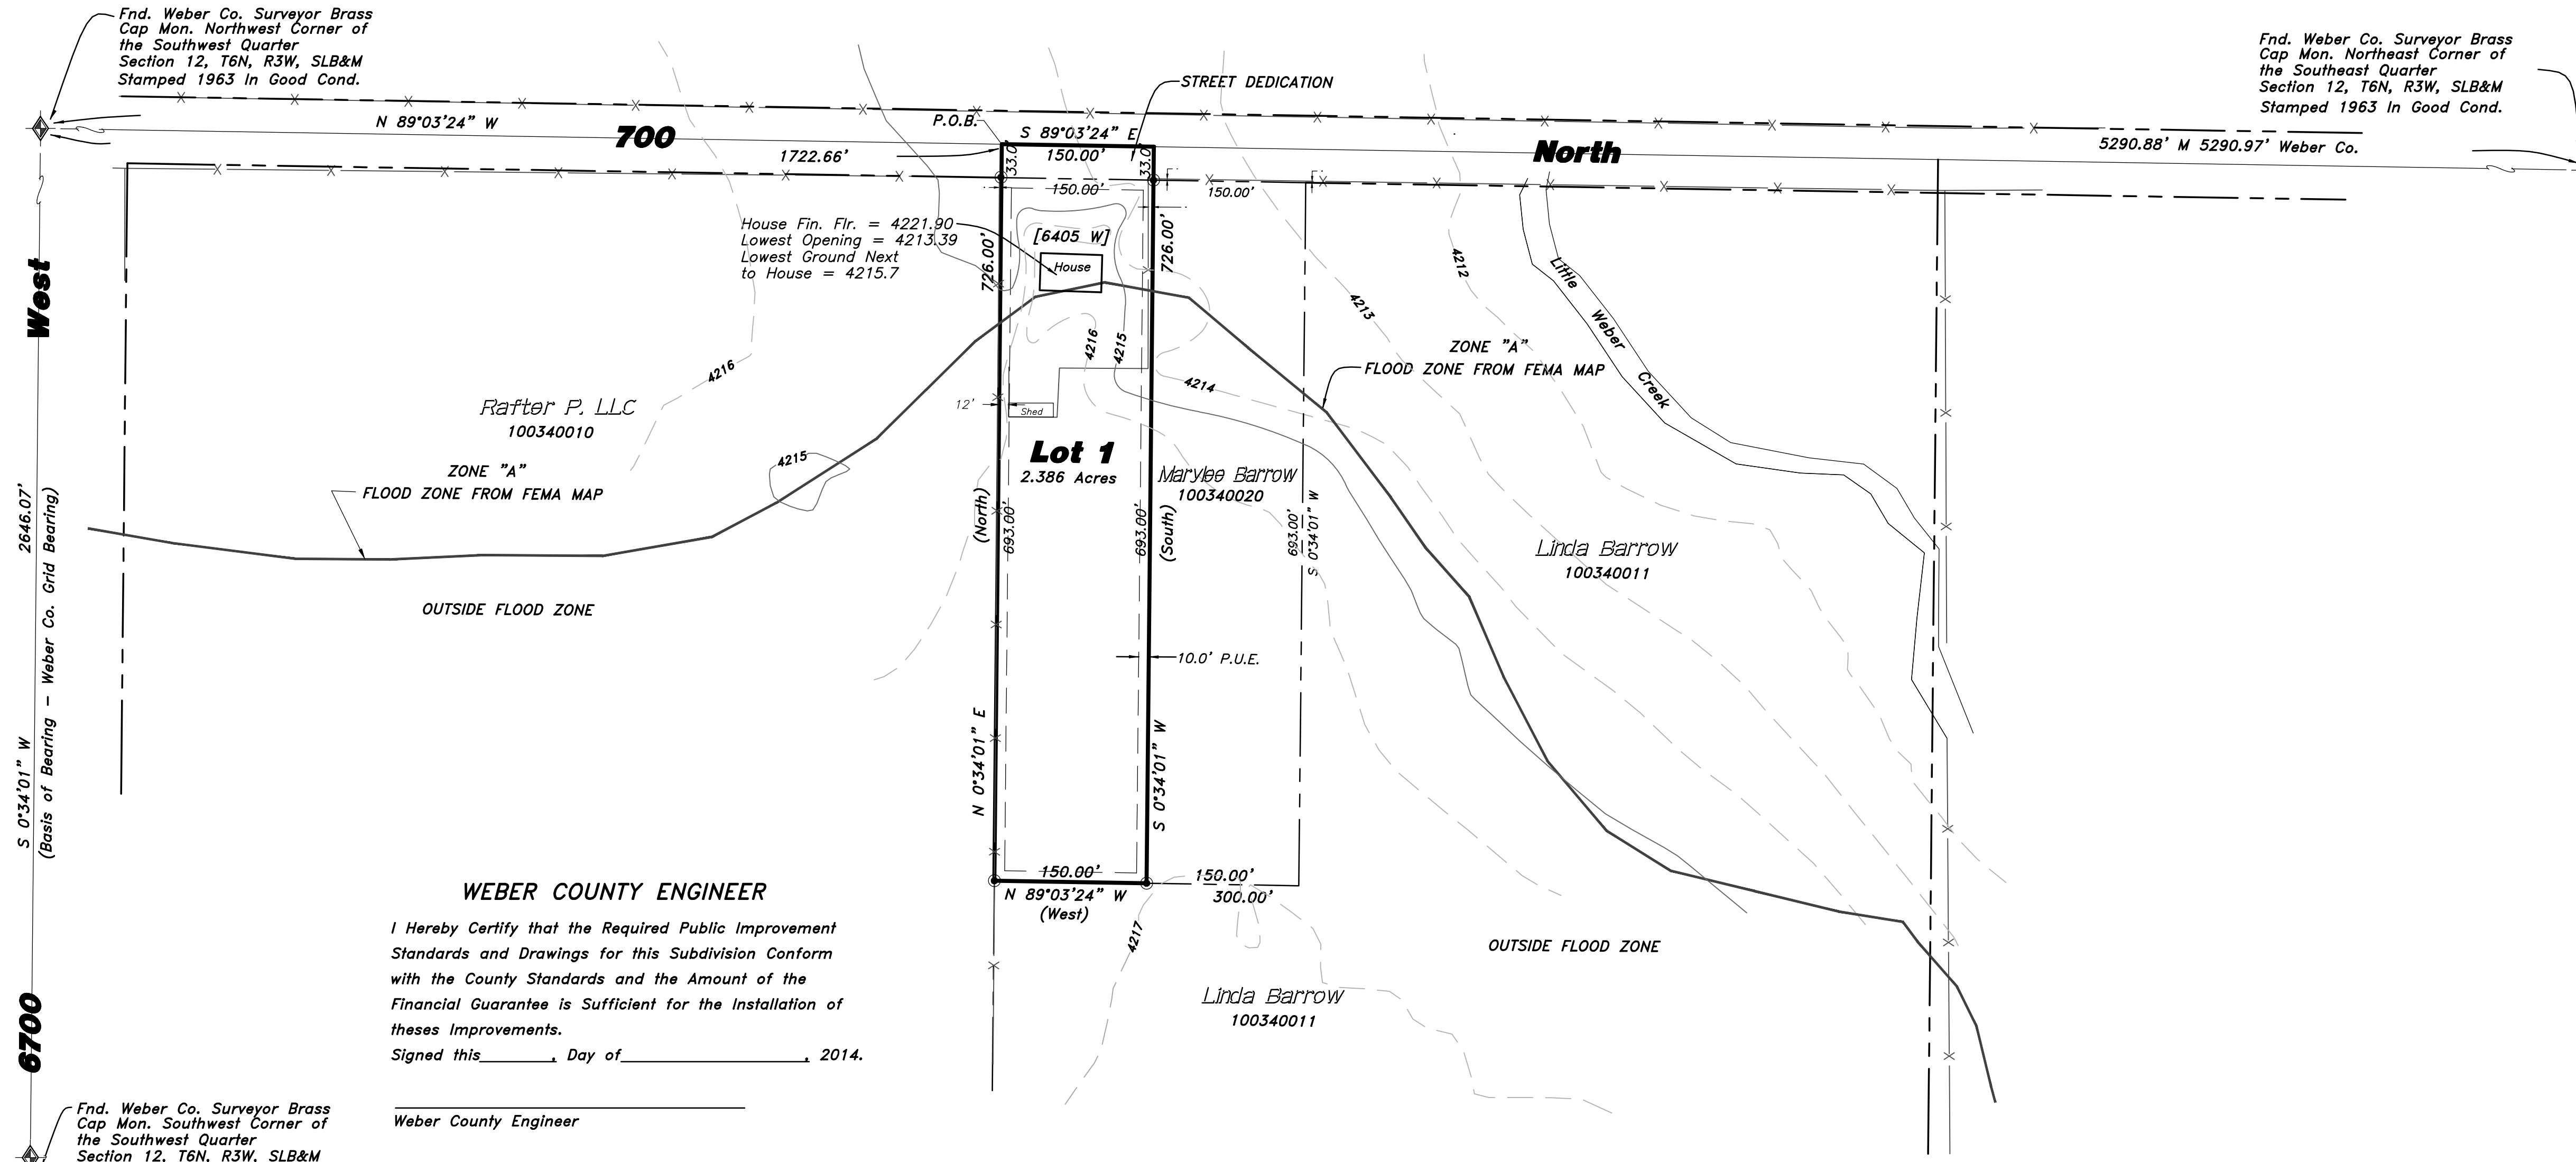 Fnd. Weber Co. Surveyor Brass
Cap Mon. Northwest Corner of
the Southwest Quarter
Section 12, T6N, R3W, SLB&M
Stamped 1963 In Good Cond.
Fnd. Weber Co. Surveyor Brass
Cap Mon. Northeast Corner of
the Southeast Quarter
Section 12, T6N, R3W, SLB&M
Stamped 1963 In Good Cond.
STREET DEDICATION
N 89°03'24" W
700
P.O.B.
S 89°03'24" E
1722.66'
33.0'
150.00'
33.0'
North
5290.88' M 5290.97' Weber Co.
150.00'
150.00'
House Fin. Flr. = 4221.90
Lowest Opening = 4213.39
Lowest Ground Next
to House = 4215.7
[6405 W]
House
726.00'
726.00'
West
4212
4213
Little
Weber
Creek
ZONE "A"
FLOOD ZONE FROM FEMA MAP
4216
4216
4215
4214
12'
Shed
Rafter P. LLC
100340010
ZONE "A"
FLOOD ZONE FROM FEMA MAP
4215
Lot 1
2.386 Acres
Marylee Barrow
100340020
(North)
693.00'
693.00'
(South)
693.00'
S 0°34'01" W
Linda Barrow
100340011
2646.07'
S 0°34'01" W
(Basis of Bearing - Weber Co. Grid Bearing)
OUTSIDE FLOOD ZONE
10.0' P.U.E.
N 0°34'01" E
S 0°34'01" W
150.00'
N 89°03'24" W
(West)
150.00'
300.00'
4217
OUTSIDE FLOOD ZONE
Linda Barrow
100340011
6700
WEBER COUNTY ENGINEER
I Hereby Certify that the Required Public Improvement
Standards and Drawings for this Subdivision Conform
with the County Standards and the Amount of the
Financial Guarantee is Sufficient for the Installation of
theses Improvements.
Signed this________, Day of____________________, 2014.
Weber County Engineer
Fnd. Weber Co. Surveyor Brass
Cap Mon. Southwest Corner of
the Southwest Quarter
Section 12, T6N, R3W, SLB&M